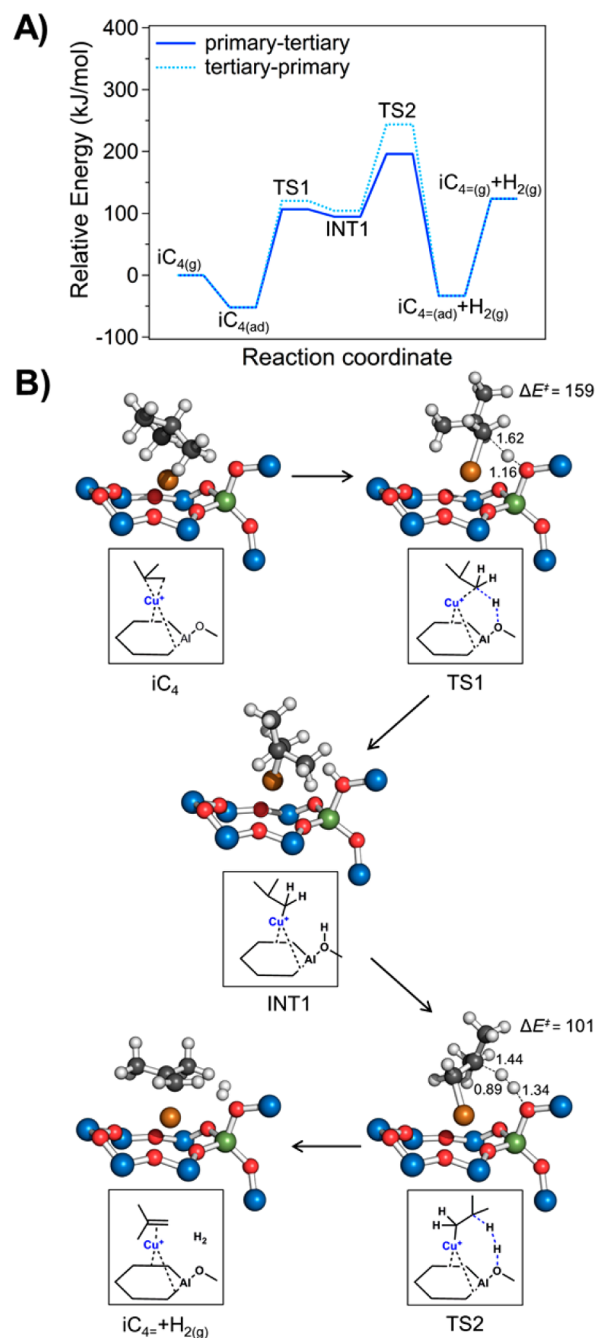 A)
400
300
200
100
0
-100
Relative Energy (kJ/mol)
primary-tertiary
tertiary-primary
TS2
TS1
iC4=(g)+H2(g)
INT1
iC4(g)
iC4(ad)
iC4=(ad)+H2(g)
Reaction coordinate
B)
ΔE‡ = 159
1.62
1.16
Cu+
Al
O
iC4
H
H
Cu+
H
Al
O
TS1
H
H
Cu+
H
Al
O
INT1
ΔE‡ = 101
1.44
0.89
1.34
Cu+
H2
Al
O
iC4=+H2(g)
H
H
H
Cu+
H
Al
O
TS2